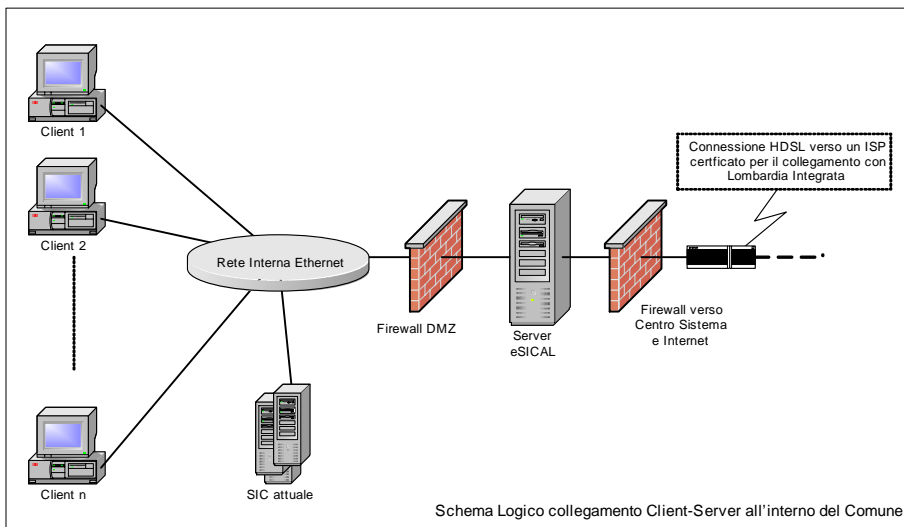 Client 1
Connessione HDSL verso un ISP
certficato per il collegamento con
Lombardia Integrata
Client 2
Rete Interna Ethernet
Firewall DMZ
Server
eSICAL
Firewall verso
Centro Sistema
e Internet
Client n
SIC attuale
Schema Logico collegamento Client-Server all'interno del Comune